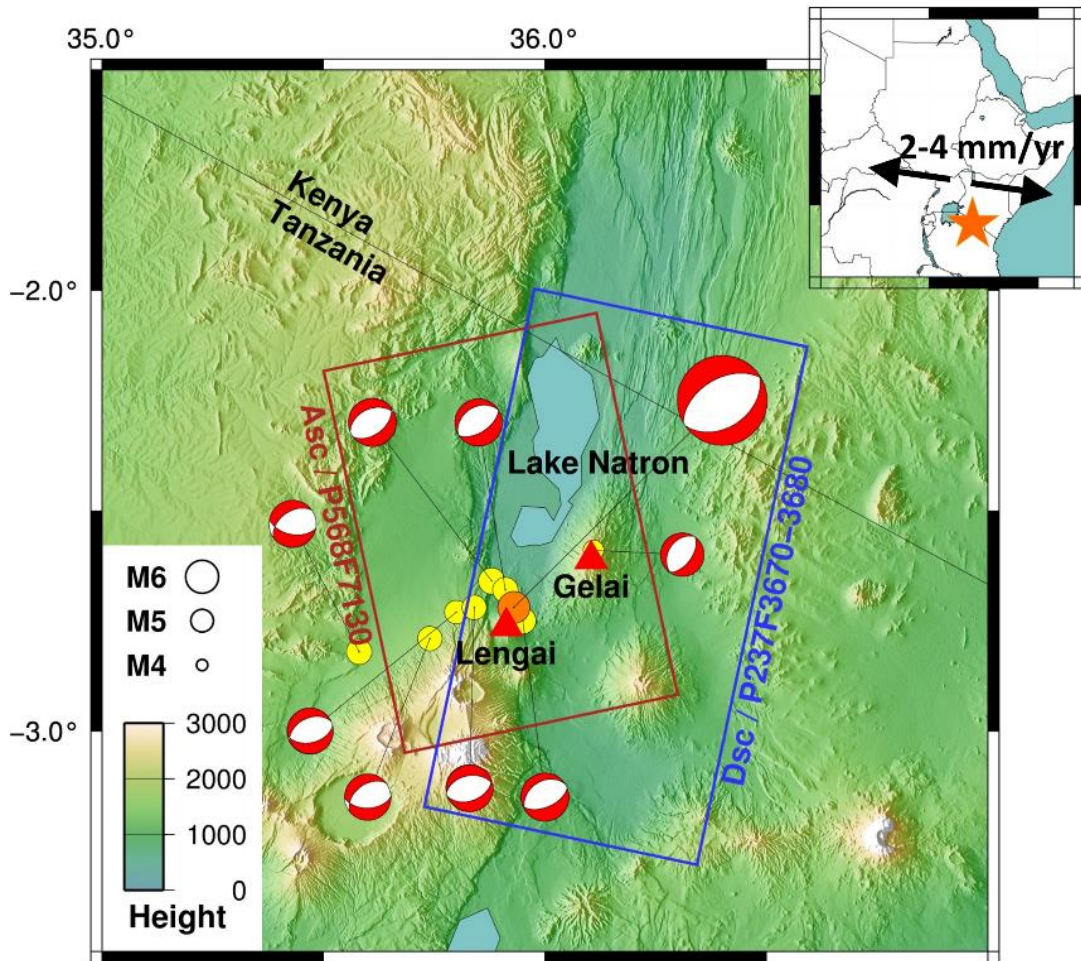 35.0°
36.0°
2-4 mm/yr
Kenya
Tanzania
−2.0°
Asc / P568F7130
Lake Natron
Dsc / P237F3670−3680
Gelai
M6
M5
M4
Lengai
−3.0°
3000
2000
1000
0
Height